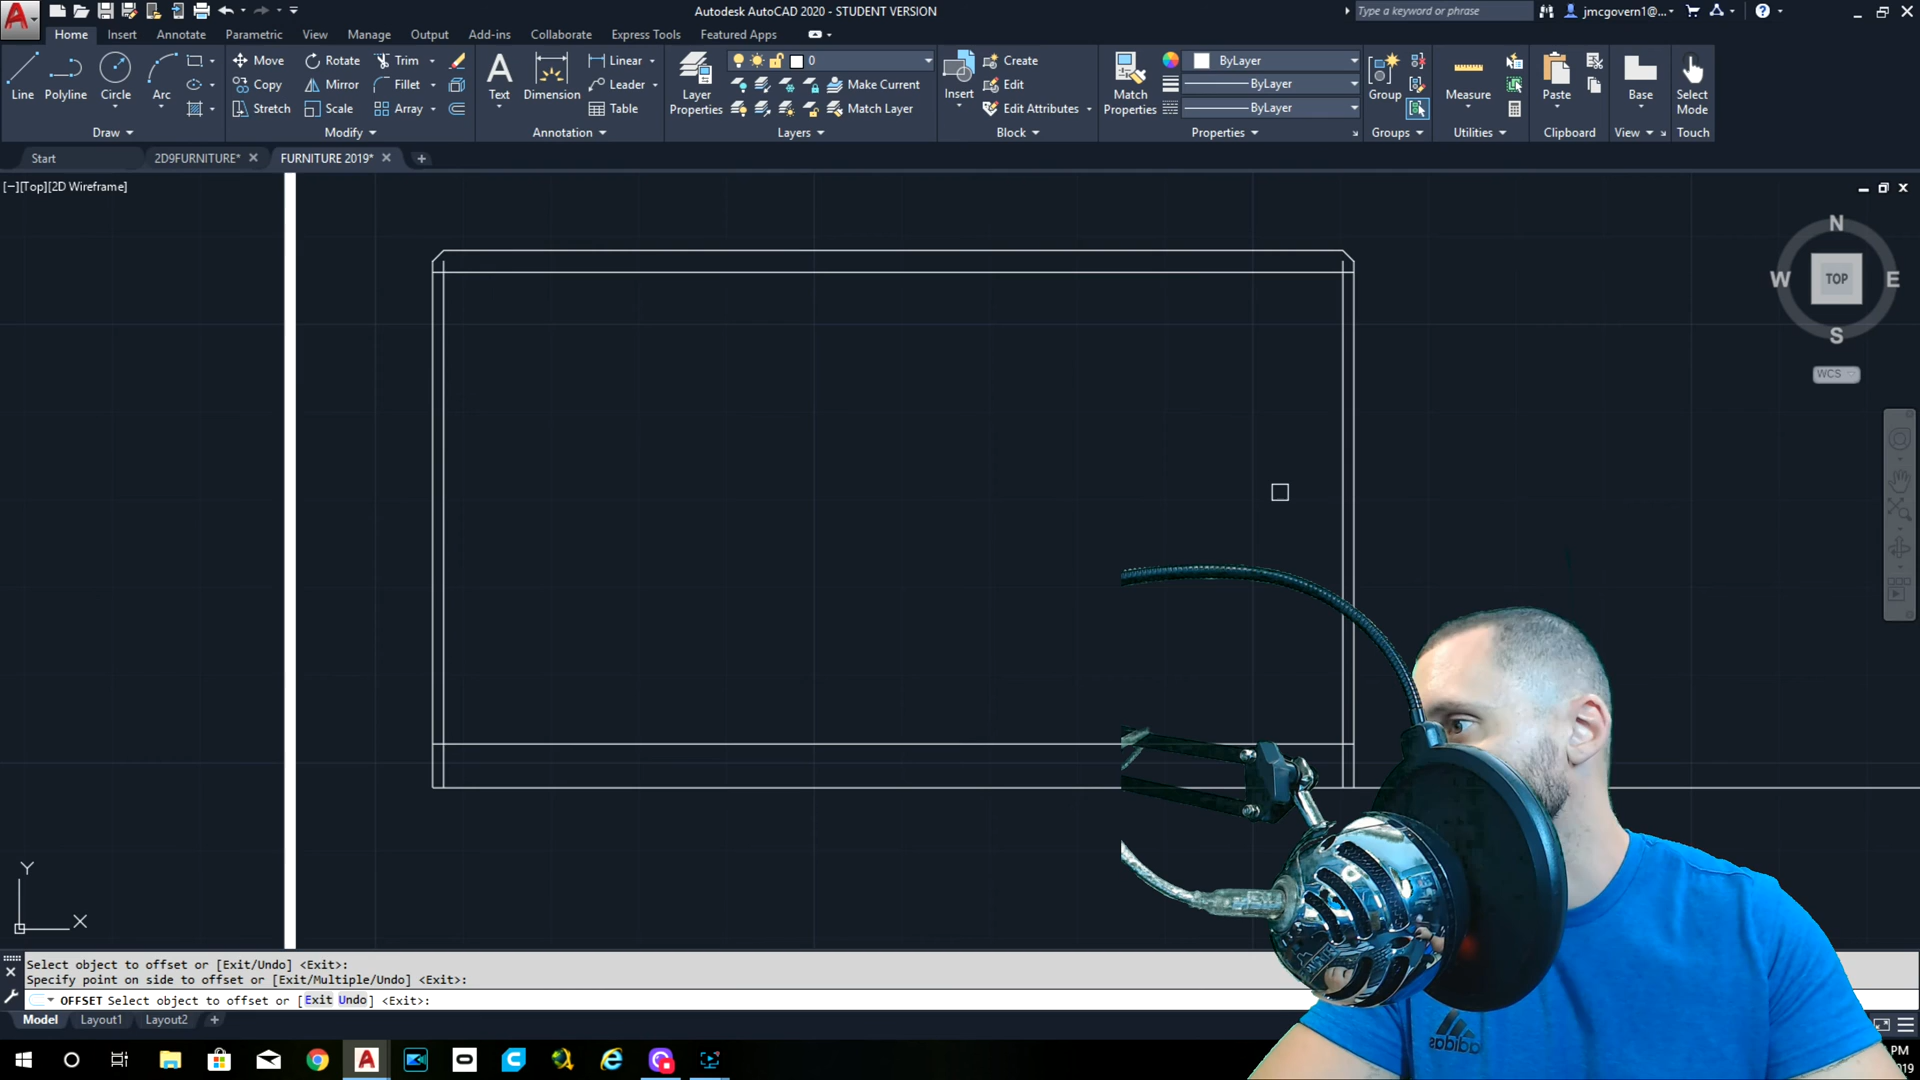 Autodesk AutoCAD 2020 - STUDENT VERSION
Type a keyword or phrase
jmcgovern1@...
Home Insert Annotate Parametric View Manage Output Add-ins Collaborate Express Tools Featured Apps
Line Polyline Circle Arc
Draw
Move Rotate Trim
Copy Mirror Fillet
Stretch Scale Array
Modify
Text Dimension
Linear
Leader
Table
Annotation
Layer Properties
0
Make Current
Match Layer
Layers
Insert
Create
Edit
Edit Attributes
Block
Match Properties
ByLayer
ByLayer
ByLayer
Properties
Group
Groups
Measure
Utilities
Paste
Clipboard
Base
View
Select Mode
Touch
Start 2D9FURNITURE* FURNITURE 2019*
[−][Top][2D Wireframe]
N
W TOP E
S
WCS
Y
X
Select object to offset or [Exit/Undo] <Exit>:
Specify point on side to offset or [Exit/Multiple/Undo] <Exit>:
OFFSET Select object to offset or [Exit Undo] <Exit>:
Model Layout1 Layout2
PM
019
adidas